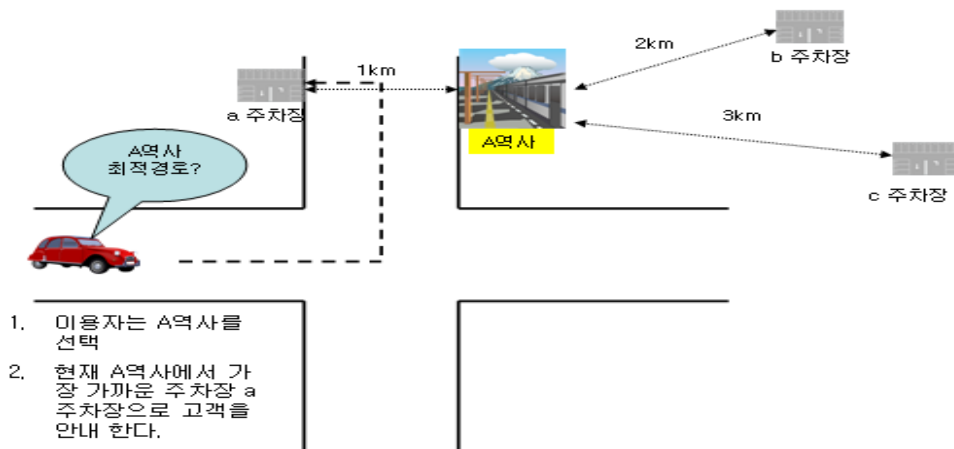 1km
2km
b 주차장
a 주차장
A역사
3km
c 주차장
A역사
최적경로?
1. 이용자는 A역사를
선택
2. 현재 A역사에서 가
장 가까운 주차장 a
주차장으로 고객을
안내 한다.